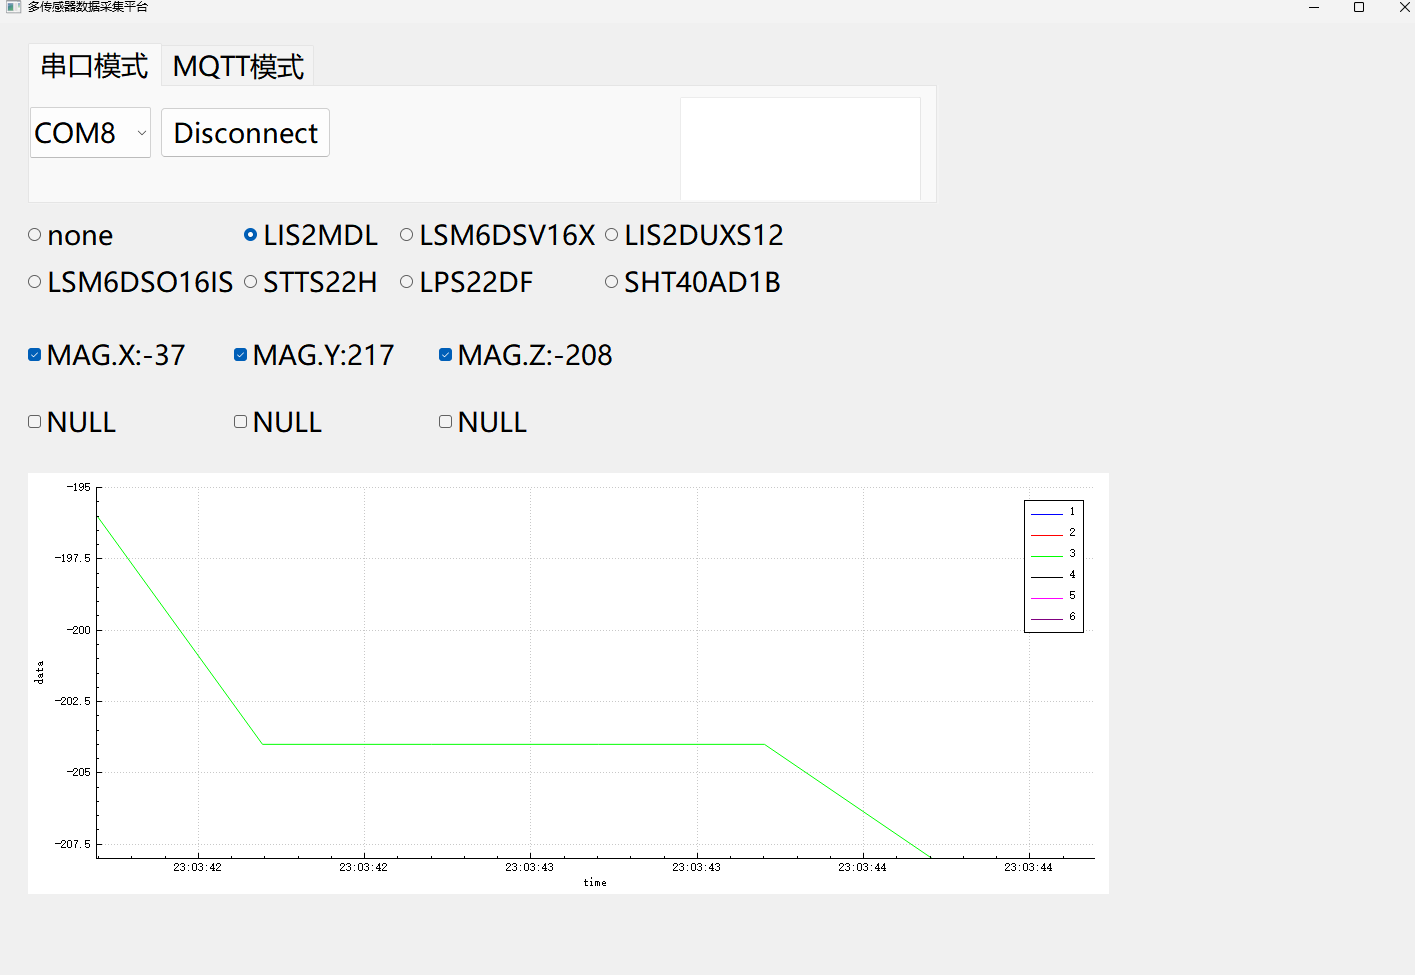 多传感器数据采集平台
串口模式 MQTT模式
COM8 Disconnect
none LIS2MDL LSM6DSV16X LIS2DUXS12
LSM6DSO16IS STTS22H LPS22DF SHT40AD1B
MAG.X:-37 MAG.Y:217 MAG.Z:-208
NULL NULL NULL
-195
-197.5
-200
-202.5
-205
-207.5
data
1
2
3
4
5
6
23:03:42 23:03:42 23:03:43 23:03:43 23:03:44 23:03:44
time